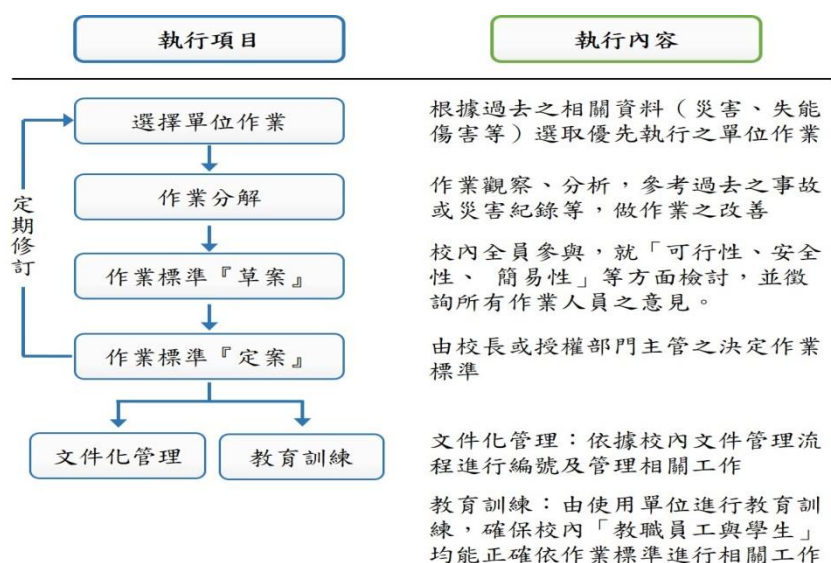 執行項目
執行內容
選擇單位作業
根據過去之相關資料（災害、失能
傷害等）選取優先執行之單位作業
作業分解
作業觀察、分析，參考過去之事故
或災害紀錄等，做作業之改善
定期修訂
作業標準『草案』
校內全員參與，就「可行性、安全
性、 簡易性」等方面檢討，並徵
詢所有作業人員之意見。
作業標準『定案』
由校長或授權部門主管之決定作業
標準
文件化管理
教育訓練
文件化管理：依據校內文件管理流
程進行編號及管理相關工作
教育訓練：由使用單位進行教育訓
練，確保校內「教職員工與學生」
均能正確依作業標準進行相關工作